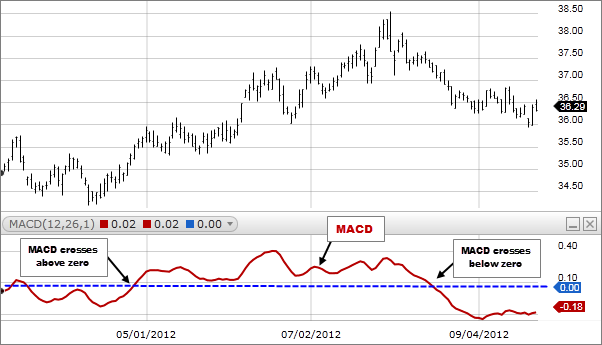 38.50
38.00
37.50
37.00
36.50
36.29
36.00
35.50
35.00
34.50
MACD(12,26,1) 0.02 0.02 0.00
MACD
MACD crosses
above zero
MACD crosses
below zero
0.40
0.10
0.00
-0.18
05/01/2012 07/02/2012 09/04/2012